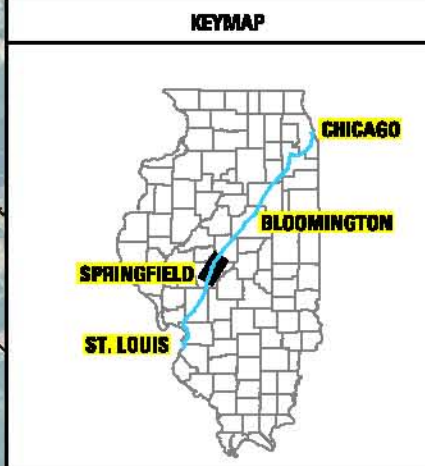 KEYMAP
CHICAGO
BLOOMINGTON
SPRINGFIELD
ST. LOUIS